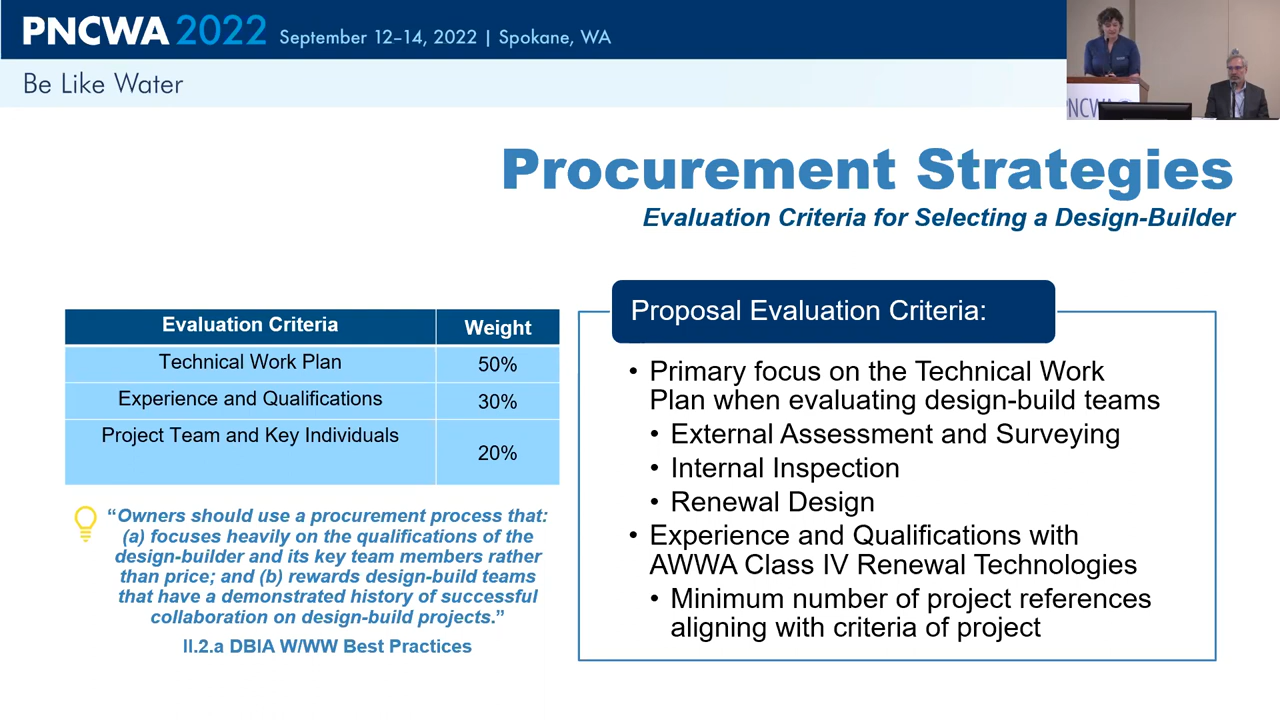 PNCWA 2022 September 12–14, 2022 | Spokane, WA
Be Like Water
PNCWA
Procurement Strategies
Evaluation Criteria for Selecting a Design-Builder
Evaluation Criteria Weight
Technical Work Plan 50%
Experience and Qualifications 30%
Project Team and Key Individuals 20%
“Owners should use a procurement process that:
(a) focuses heavily on the qualifications of the
design-builder and its key team members rather
than price; and (b) rewards design-build teams
that have a demonstrated history of successful
collaboration on design-build projects.”
II.2.a DBIA W/WW Best Practices
Proposal Evaluation Criteria:
• Primary focus on the Technical Work
Plan when evaluating design-build teams
• External Assessment and Surveying
• Internal Inspection
• Renewal Design
• Experience and Qualifications with
AWWA Class IV Renewal Technologies
• Minimum number of project references
aligning with criteria of project